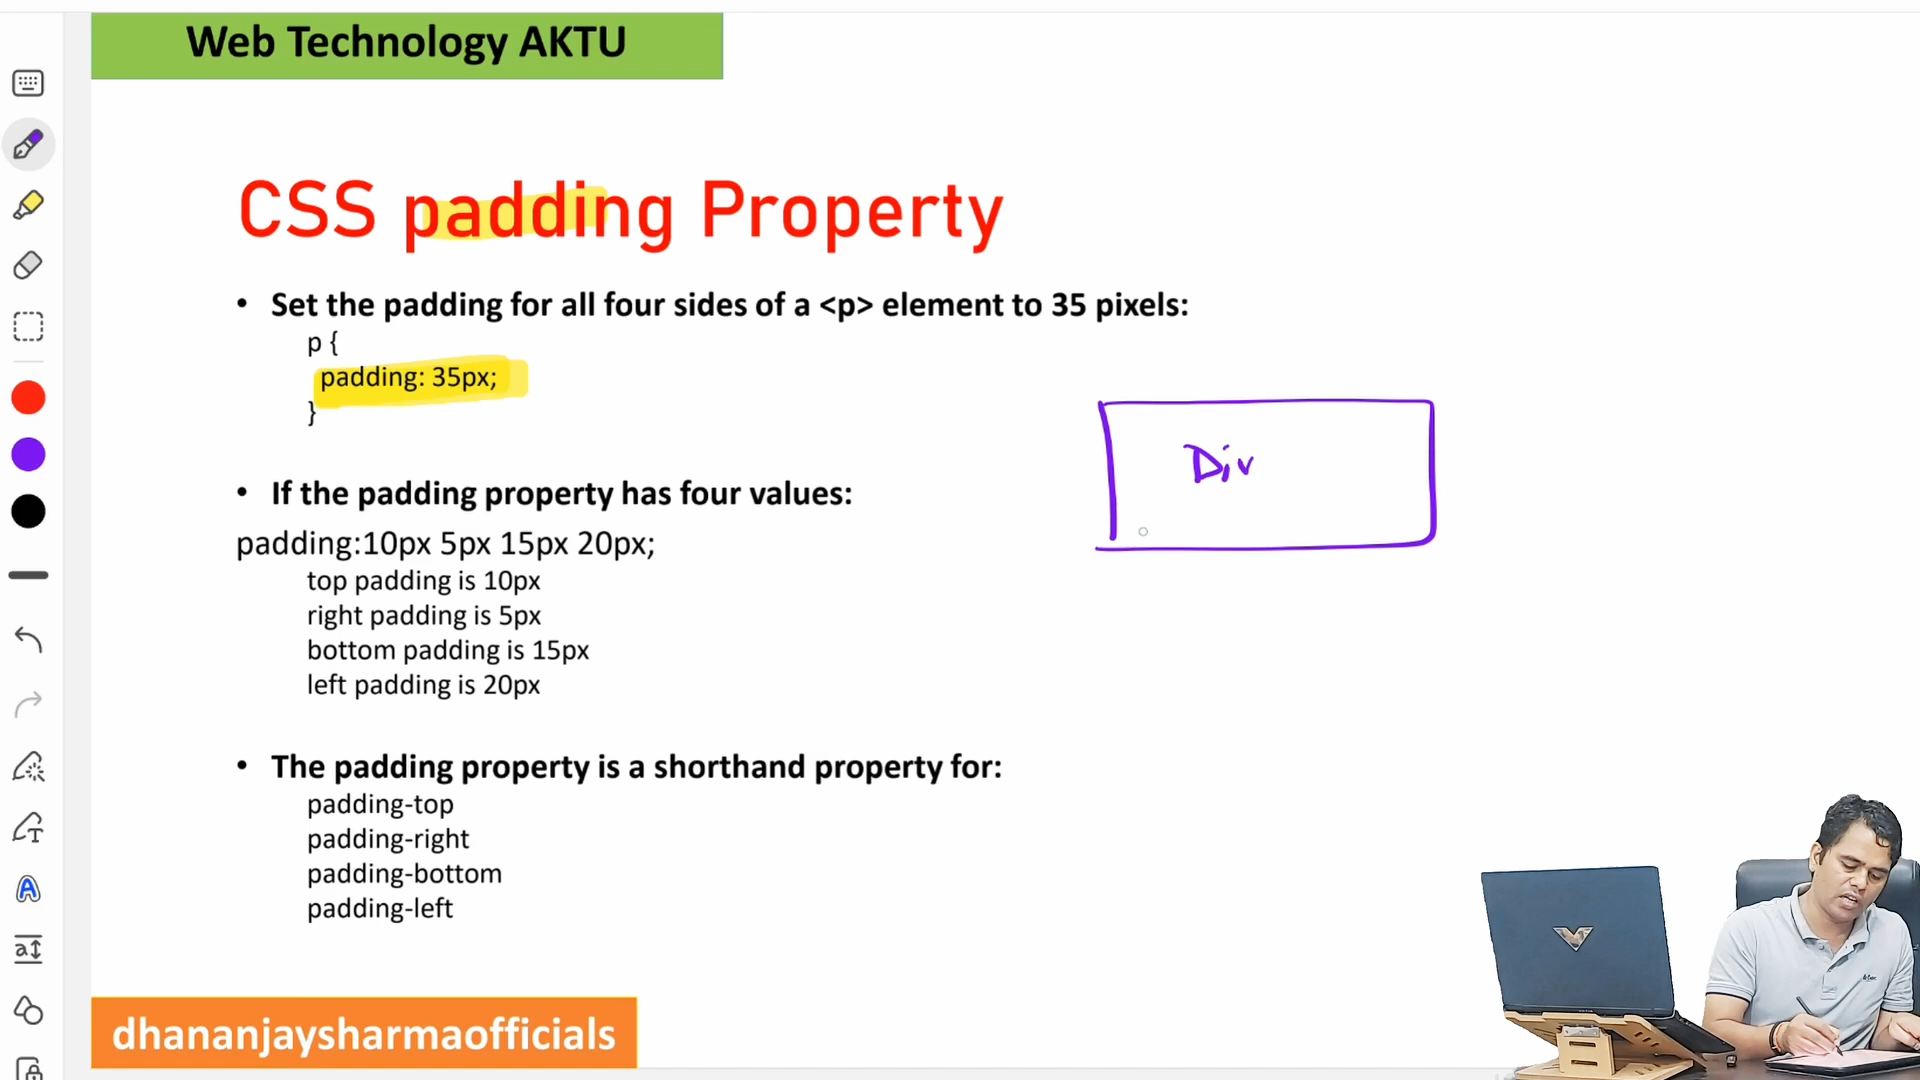 Web Technology AKTU
CSS padding Property
• Set the padding for all four sides of a <p> element to 35 pixels:
p {
padding: 35px;
}
Div
• If the padding property has four values:
padding:10px 5px 15px 20px;
top padding is 10px
right padding is 5px
bottom padding is 15px
left padding is 20px
• The padding property is a shorthand property for:
padding-top
padding-right
padding-bottom
padding-left
dhananjaysharmaofficials